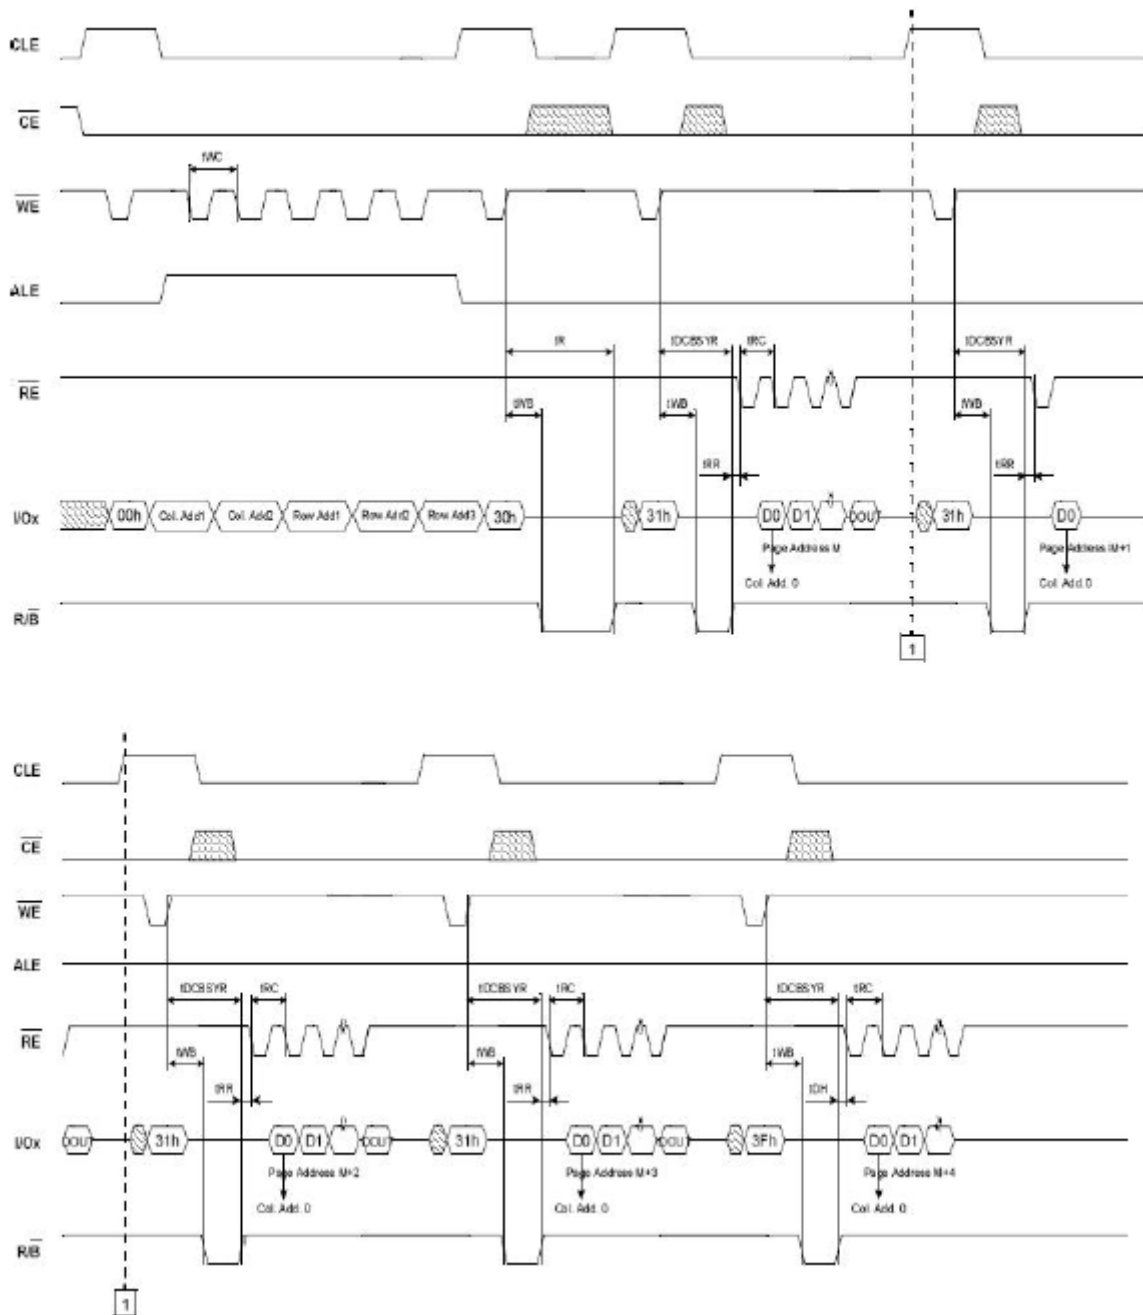 CLE
CE
tWC
WE
ALE
tR tDCBSYR tRC tDCBSYR
RE
tWB tWB tWB
tRR tRR
I/Ox 00h Col. Add1 Col. Add2 Row Add1 Row Add2 Row Add3 30h 31h D0 D1 DOUT 31h D0
Page Address M Page Address M+1
Col. Add. 0 Col. Add. 0
R/B
1
CLE
CE
WE
ALE
tDCBSYR tRC tDCBSYR tRC tDCBSYR tRC
RE
tWB tWB tWB
tRR tRR tDH
I/Ox DOUT 31h D0 D1 DOUT 31h D0 D1 DOUT 3Fh D0 D1
Page Address M+2 Page Address M+3 Page Address M+4
Col. Add. 0 Col. Add. 0 Col. Add. 0
R/B
1